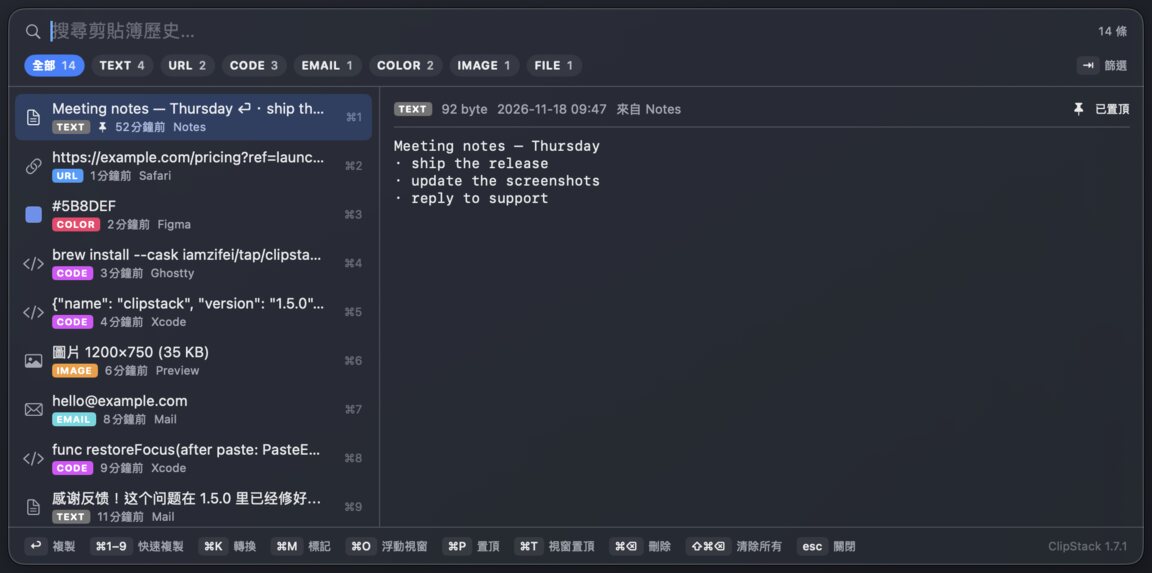 搜尋剪貼簿歷史...
14 條
全部 14 TEXT 4 URL 2 CODE 3 EMAIL 1 COLOR 2 IMAGE 1 FILE 1
⇥ 篩選
Meeting notes — Thursday ⏎ · ship th...
⌘1
TEXT 52分鐘前 Notes
https://example.com/pricing?ref=launc...
⌘2
URL 1分鐘前 Safari
#5B8DEF
⌘3
COLOR 2分鐘前 Figma
brew install --cask iamzifei/tap/clipsta...
⌘4
CODE 3分鐘前 Ghostty
{"name": "clipstack", "version": "1.5.0"...
⌘5
CODE 4分鐘前 Xcode
圖片 1200×750 (35 KB)
⌘6
IMAGE 6分鐘前 Preview
hello@example.com
⌘7
EMAIL 8分鐘前 Mail
func restoreFocus(after paste: PasteE...
⌘8
CODE 9分鐘前 Xcode
感谢反馈！这个问题在 1.5.0 里已经修好...
⌘9
TEXT 11分鐘前 Mail
TEXT 92 byte 2026-11-18 09:47 來自 Notes
已置頂
Meeting notes — Thursday
· ship the release
· update the screenshots
· reply to support
↩ 複製 ⌘1–9 快速複製 ⌘K 轉換 ⌘M 標記 ⌘O 浮動視窗 ⌘P 置頂 ⌘T 視窗置頂 ⌘⌫ 刪除 ⇧⌘⌫ 清除所有 esc 關閉
ClipStack 1.7.1